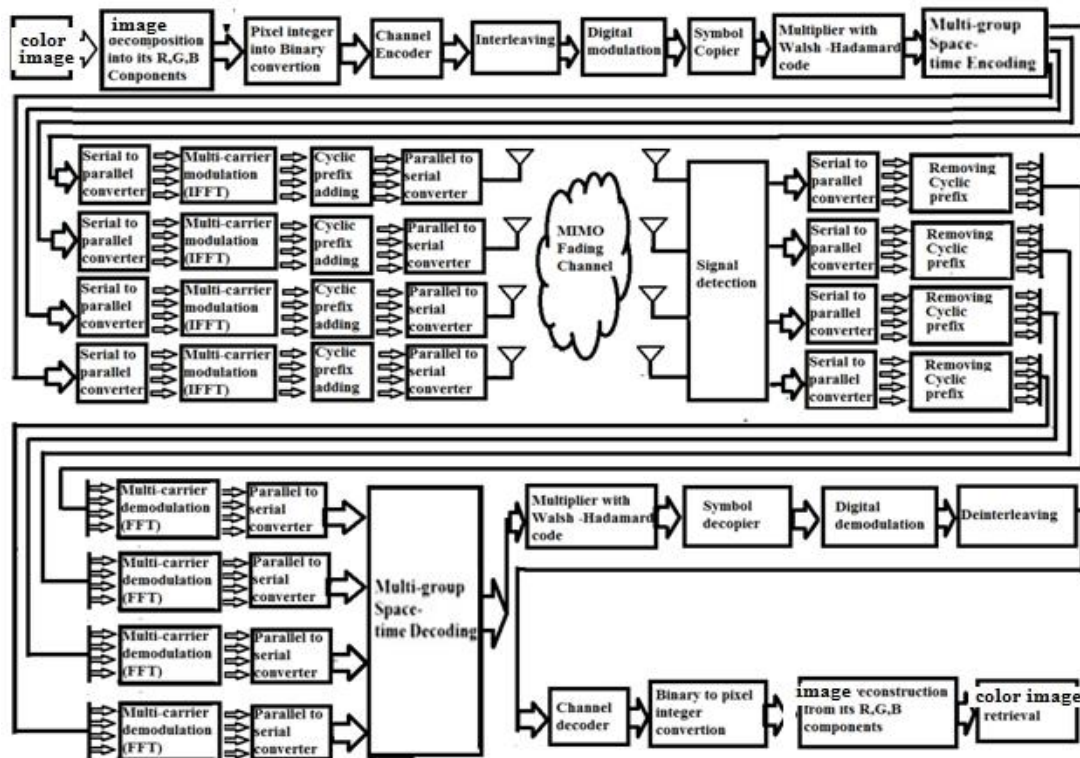 color
image
image
decomposition
into its R,G,B
Conponents
Pixel integer
into Binary
convertion
Channel
Encoder
Interleaving
Digital
modulation
Symbol
Copier
Multiplier with
Walsh -Hadamard
code
Multi-group
Space-
time Encoding
Serial to
parallel
converter
Multi-carrier
modulation
(IFFT)
Cyclic
prefix
adding
Parallel to
serial
converter
Serial to
parallel
converter
Multi-carrier
modulation
(IFFT)
Cyclic
prefix
adding
Parallel to
serial
converter
Serial to
parallel
converter
Multi-carrier
modulation
(IFFT)
Cyclic
prefix
adding
Parallel to
serial
converter
Serial to
parallel
converter
Multi-carrier
modulation
(IFFT)
Cyclic
prefix
adding
Parallel to
serial
converter
MIMO
Fading
Channel
Signal
detection
Serial to
parallel
converter
Removing
Cyclic
prefix
Serial to
parallel
converter
Removing
Cyclic
prefix
Serial to
parallel
converter
Removing
Cyclic
prefix
Serial to
parallel
converter
Removing
Cyclic
prefix
Multi-carrier
demodulation
(FFT)
Parallel to
serial
converter
Multi-carrier
demodulation
(FFT)
Parallel to
serial
converter
Multi-carrier
demodulation
(FFT)
Parallel to
serial
converter
Multi-carrier
demodulation
(FFT)
Parallel to
serial
converter
Multi-group
Space-
time Decoding
Multiplier with
Walsh -Hadamard
code
Symbol
decopier
Digital
demodulation
Deinterleaving
Channel
decoder
Binary to pixel
integer
convertion
image econstruction
from its R,G,B
components
color image
retrieval